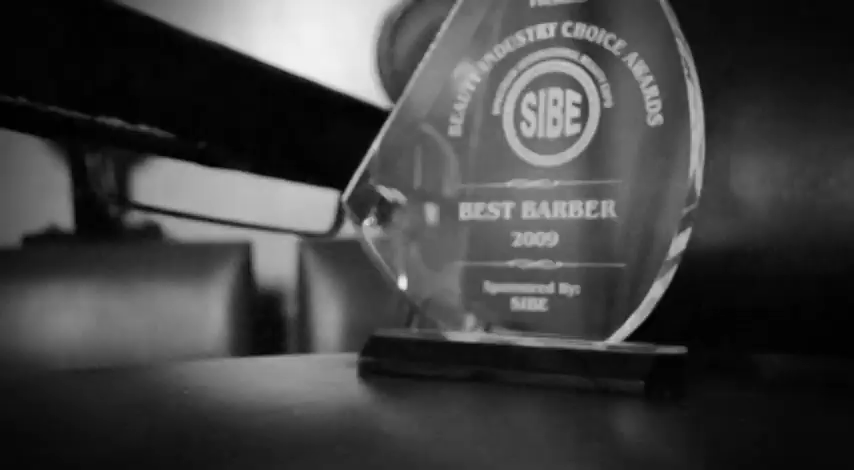 BEAUTY INDUSTRY CHOICE AWARDS
SIBE
BEST BARBER
2009
Sponsored By:
SIBE